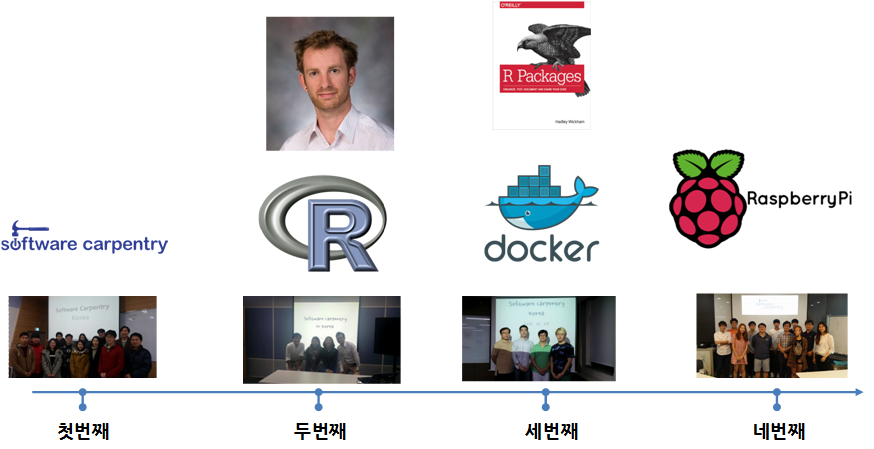 O'REILLY
R Packages
ORGANIZE, TEST, DOCUMENT AND SHARE YOUR CODE
Hadley Wickham
software carpentry
R
docker
RaspberryPi
Software Carpentry
Korea
Software carpentry
in Korea
Software carpentry
Korea
첫번째
두번째
세번째
네번째